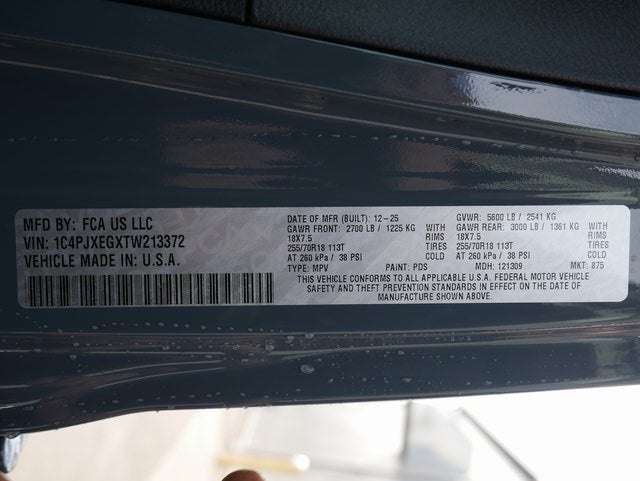 MFD BY: FCA US LLC
VIN: 1C4PJXEGXTW213372
VEHICLE MADE IN: U.S.A.
DATE OF MFR (BUILT): 12-25
GAWR FRONT: 2700 LB / 1225 KG WITH
18X7.5 RIMS
255/70R18 113T TIRES
AT 260 kPa / 38 PSI COLD
GVWR: 5600 LB / 2541 KG
GAWR REAR: 3000 LB / 1361 KG WITH
18X7.5 RIMS
255/70R18 113T TIRES
AT 260 kPa / 38 PSI COLD
TYPE: MPV PAINT: PDS MDH: 121309 MKT: 875
THIS VEHICLE CONFORMS TO ALL APPLICABLE U.S.A. FEDERAL MOTOR VEHICLE
SAFETY AND THEFT PREVENTION STANDARDS IN EFFECT ON THE DATE OF
MANUFACTURE SHOWN ABOVE.